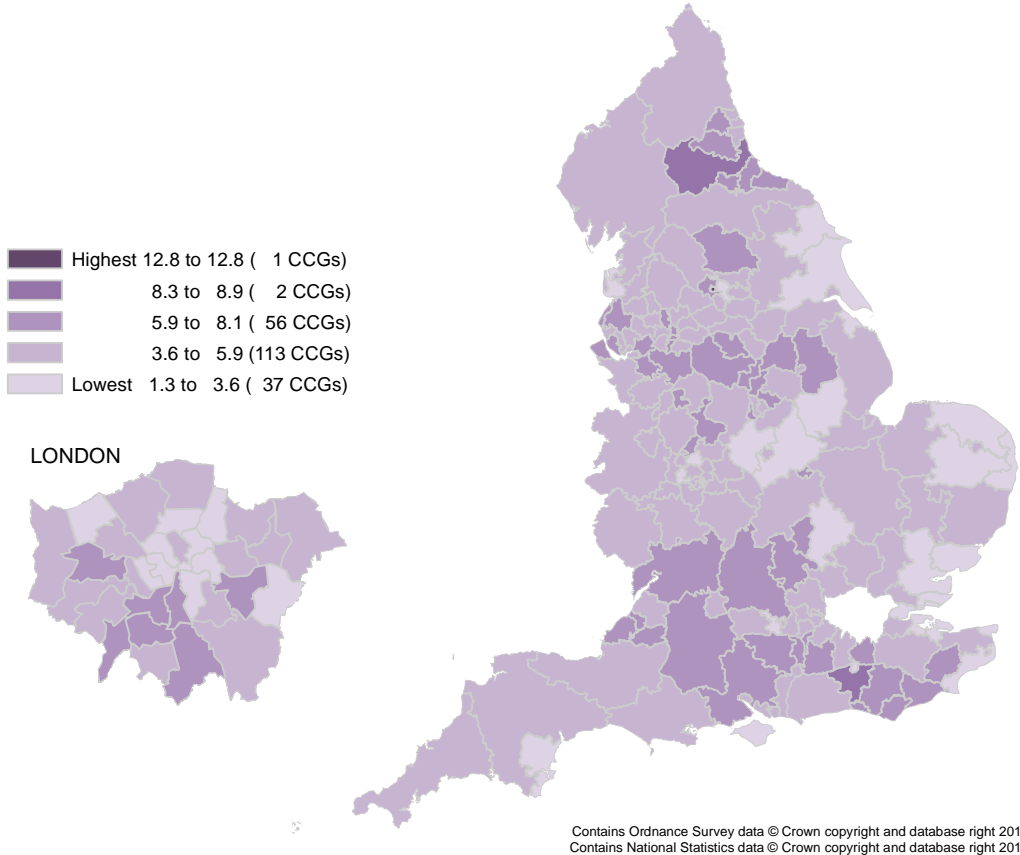 Highest 12.8 to 12.8 ( 1 CCGs)
8.3 to 8.9 ( 2 CCGs)
5.9 to 8.1 ( 56 CCGs)
3.6 to 5.9 (113 CCGs)
Lowest 1.3 to 3.6 ( 37 CCGs)
LONDON
Contains Ordnance Survey data © Crown copyright and database right 201
Contains National Statistics data © Crown copyright and database right 201